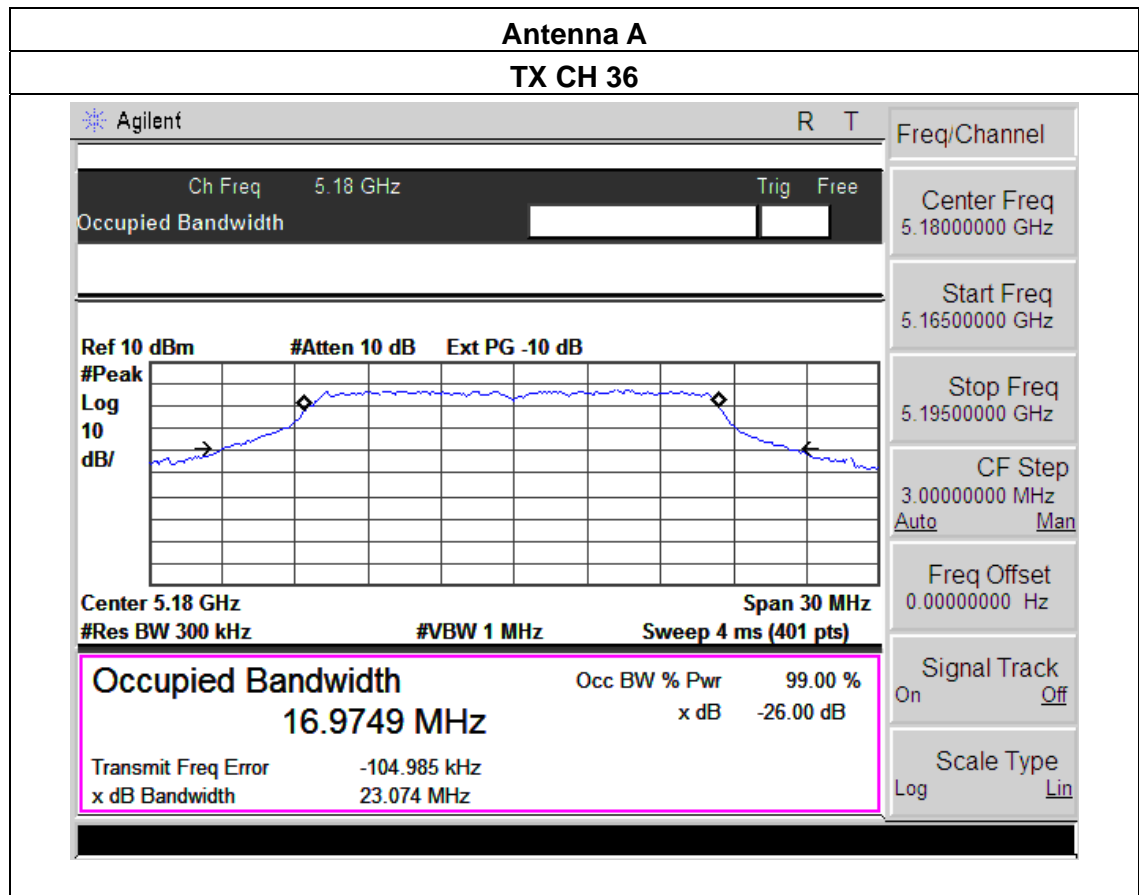 Antenna A
TX CH 36
Agilent R T
Ch Freq 5.18 GHz Trig Free
Occupied Bandwidth
Ref 10 dBm #Atten 10 dB Ext PG -10 dB
#Peak
Log
10
dB/
Center 5.18 GHz Span 30 MHz
#Res BW 300 kHz #VBW 1 MHz Sweep 4 ms (401 pts)
Occupied Bandwidth Occ BW % Pwr 99.00 %
16.9749 MHz x dB -26.00 dB
Transmit Freq Error -104.985 kHz
x dB Bandwidth 23.074 MHz
Freq/Channel
Center Freq
5.18000000 GHz
Start Freq
5.16500000 GHz
Stop Freq
5.19500000 GHz
CF Step
3.00000000 MHz
Auto Man
Freq Offset
0.00000000 Hz
Signal Track
On Off
Scale Type
Log Lin